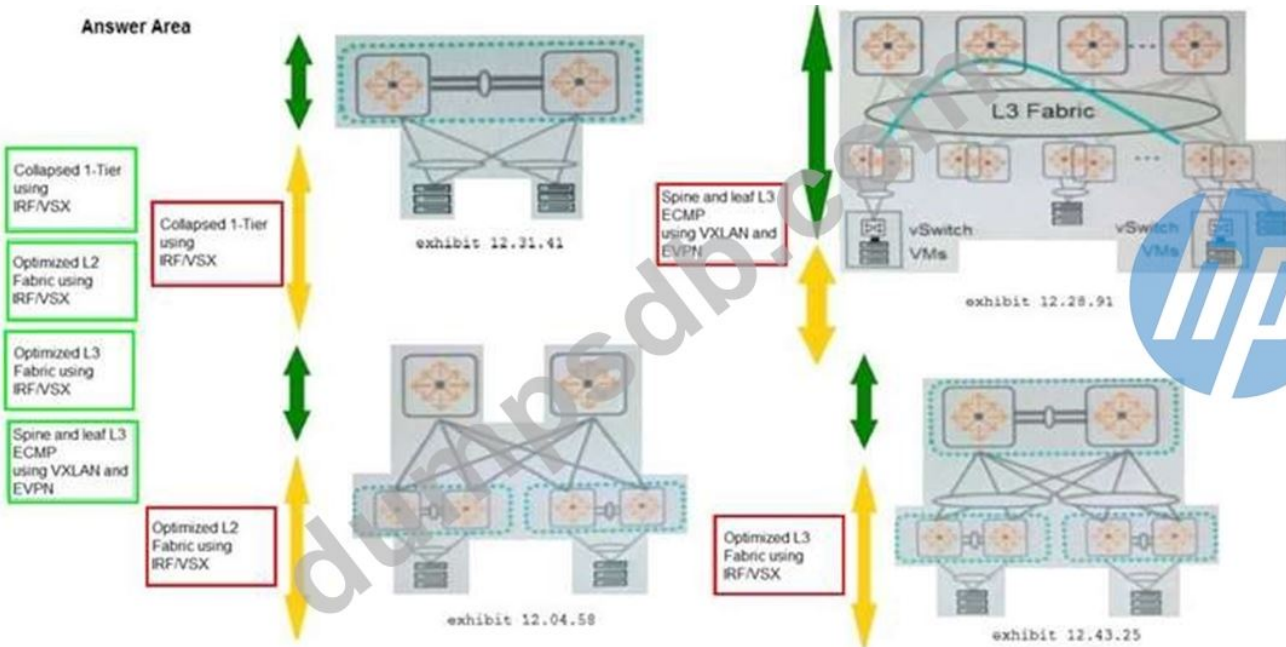 Answer Area
Collapsed 1-Tier
using
IRF/VSX
Optimized L2
Fabric using
IRF/VSX
Optimized L3
Fabric using
IRF/VSX
Spine and leaf L3
ECMP
using VXLAN and
EVPN
Collapsed 1-Tier
using
IRF/VSX
exhibit 12.31.41
Optimized L2
Fabric using
IRF/VSX
exhibit 12.04.58
Spine and leaf L3
ECMP
using VXLAN and
EVPN
L3 Fabric
vSwitch
VMs
vSwitch
VMs
exhibit 12.28.91
Optimized L3
Fabric using
IRF/VSX
exhibit 12.43.25
dumpsdb.com
hp